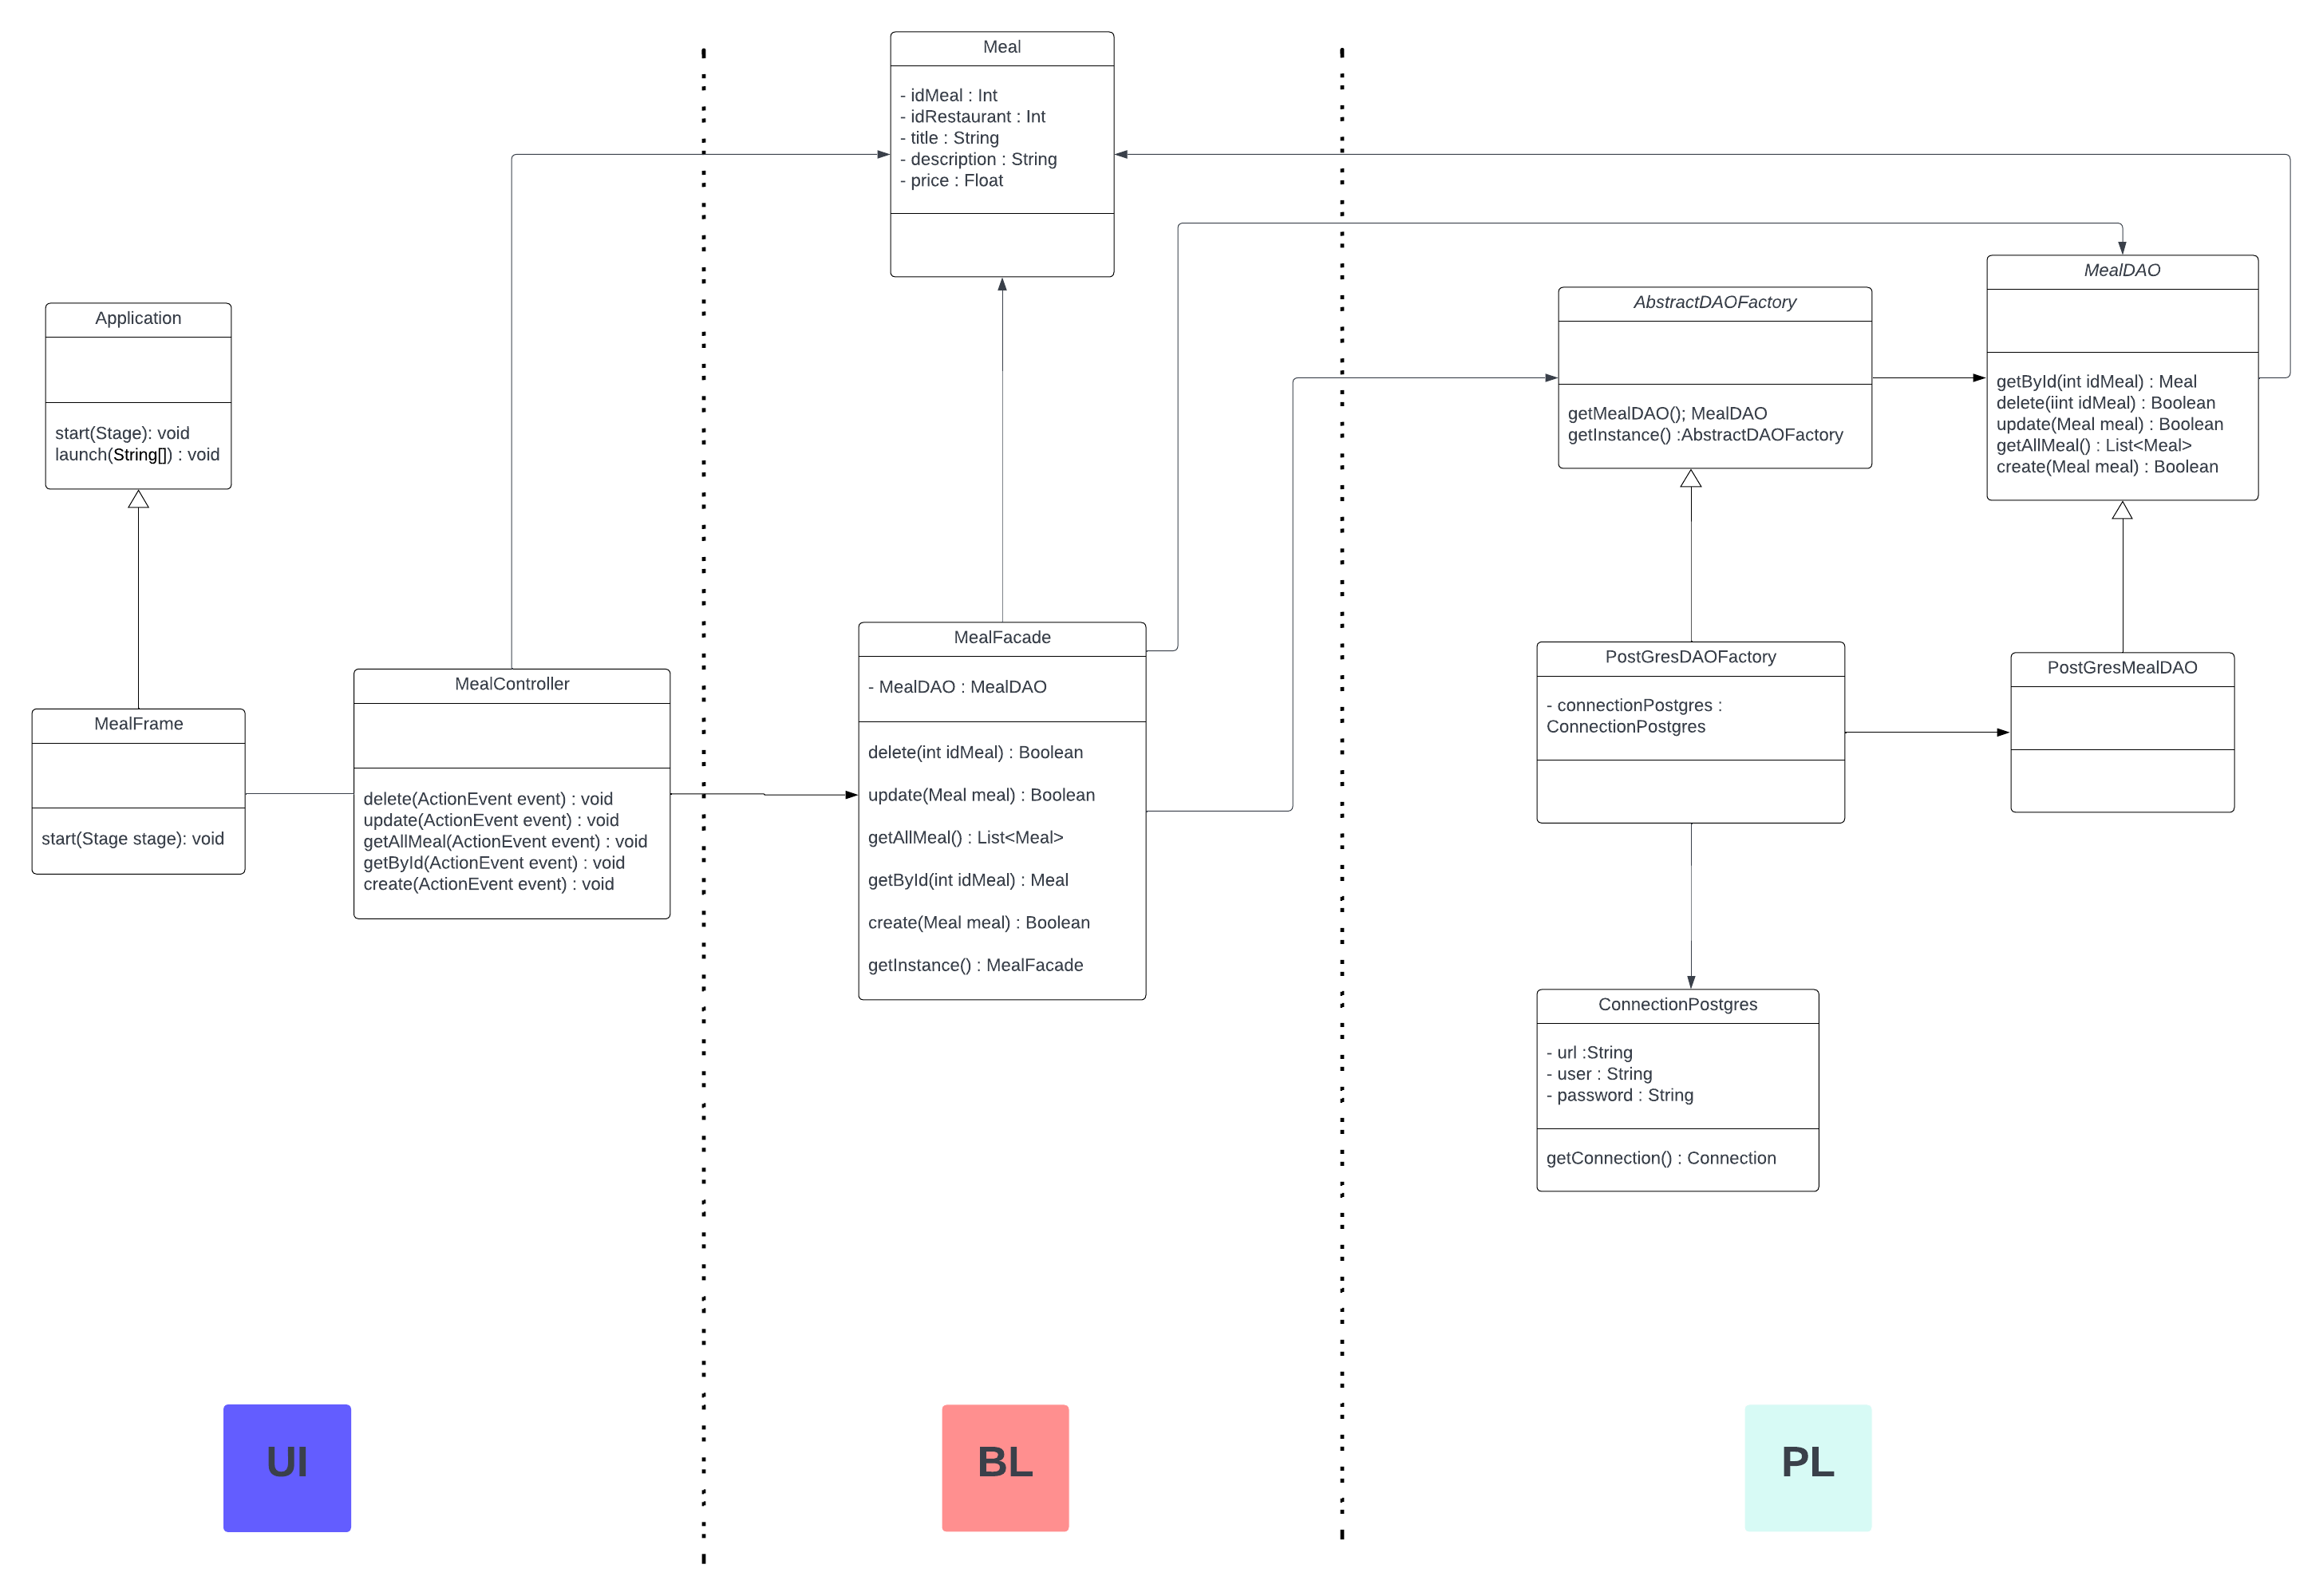 Meal
- idMeal : Int
- idRestaurant : Int
- title : String
- description : String
- price : Float
Application
start(Stage): void
launch(String[]) : void
MealFrame
start(Stage stage): void
MealController
delete(ActionEvent event) : void
update(ActionEvent event) : void
getAllMeal(ActionEvent event) : void
getById(ActionEvent event) : void
create(ActionEvent event) : void
MealFacade
- MealDAO : MealDAO
delete(int idMeal) : Boolean
update(Meal meal) : Boolean
getAllMeal() : List<Meal>
getById(int idMeal) : Meal
create(Meal meal) : Boolean
getInstance() : MealFacade
AbstractDAOFactory
getMealDAO(); MealDAO
getInstance() :AbstractDAOFactory
MealDAO
getById(int idMeal) : Meal
delete(iint idMeal) : Boolean
update(Meal meal) : Boolean
getAllMeal() : List<Meal>
create(Meal meal) : Boolean
PostGresDAOFactory
- connectionPostgres :
ConnectionPostgres
PostGresMealDAO
ConnectionPostgres
- url :String
- user : String
- password : String
getConnection() : Connection
UI
BL
PL